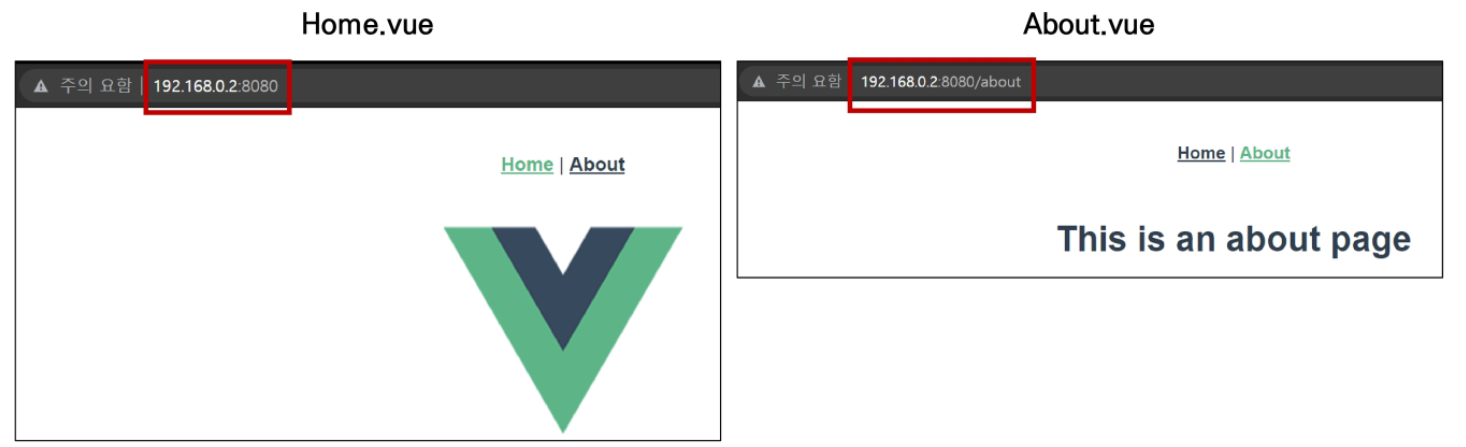 Home.vue
주의 요함 | 192.168.0.2:8080
Home | About
About.vue
주의 요함 192.168.0.2:8080/about
Home | About
This is an about page